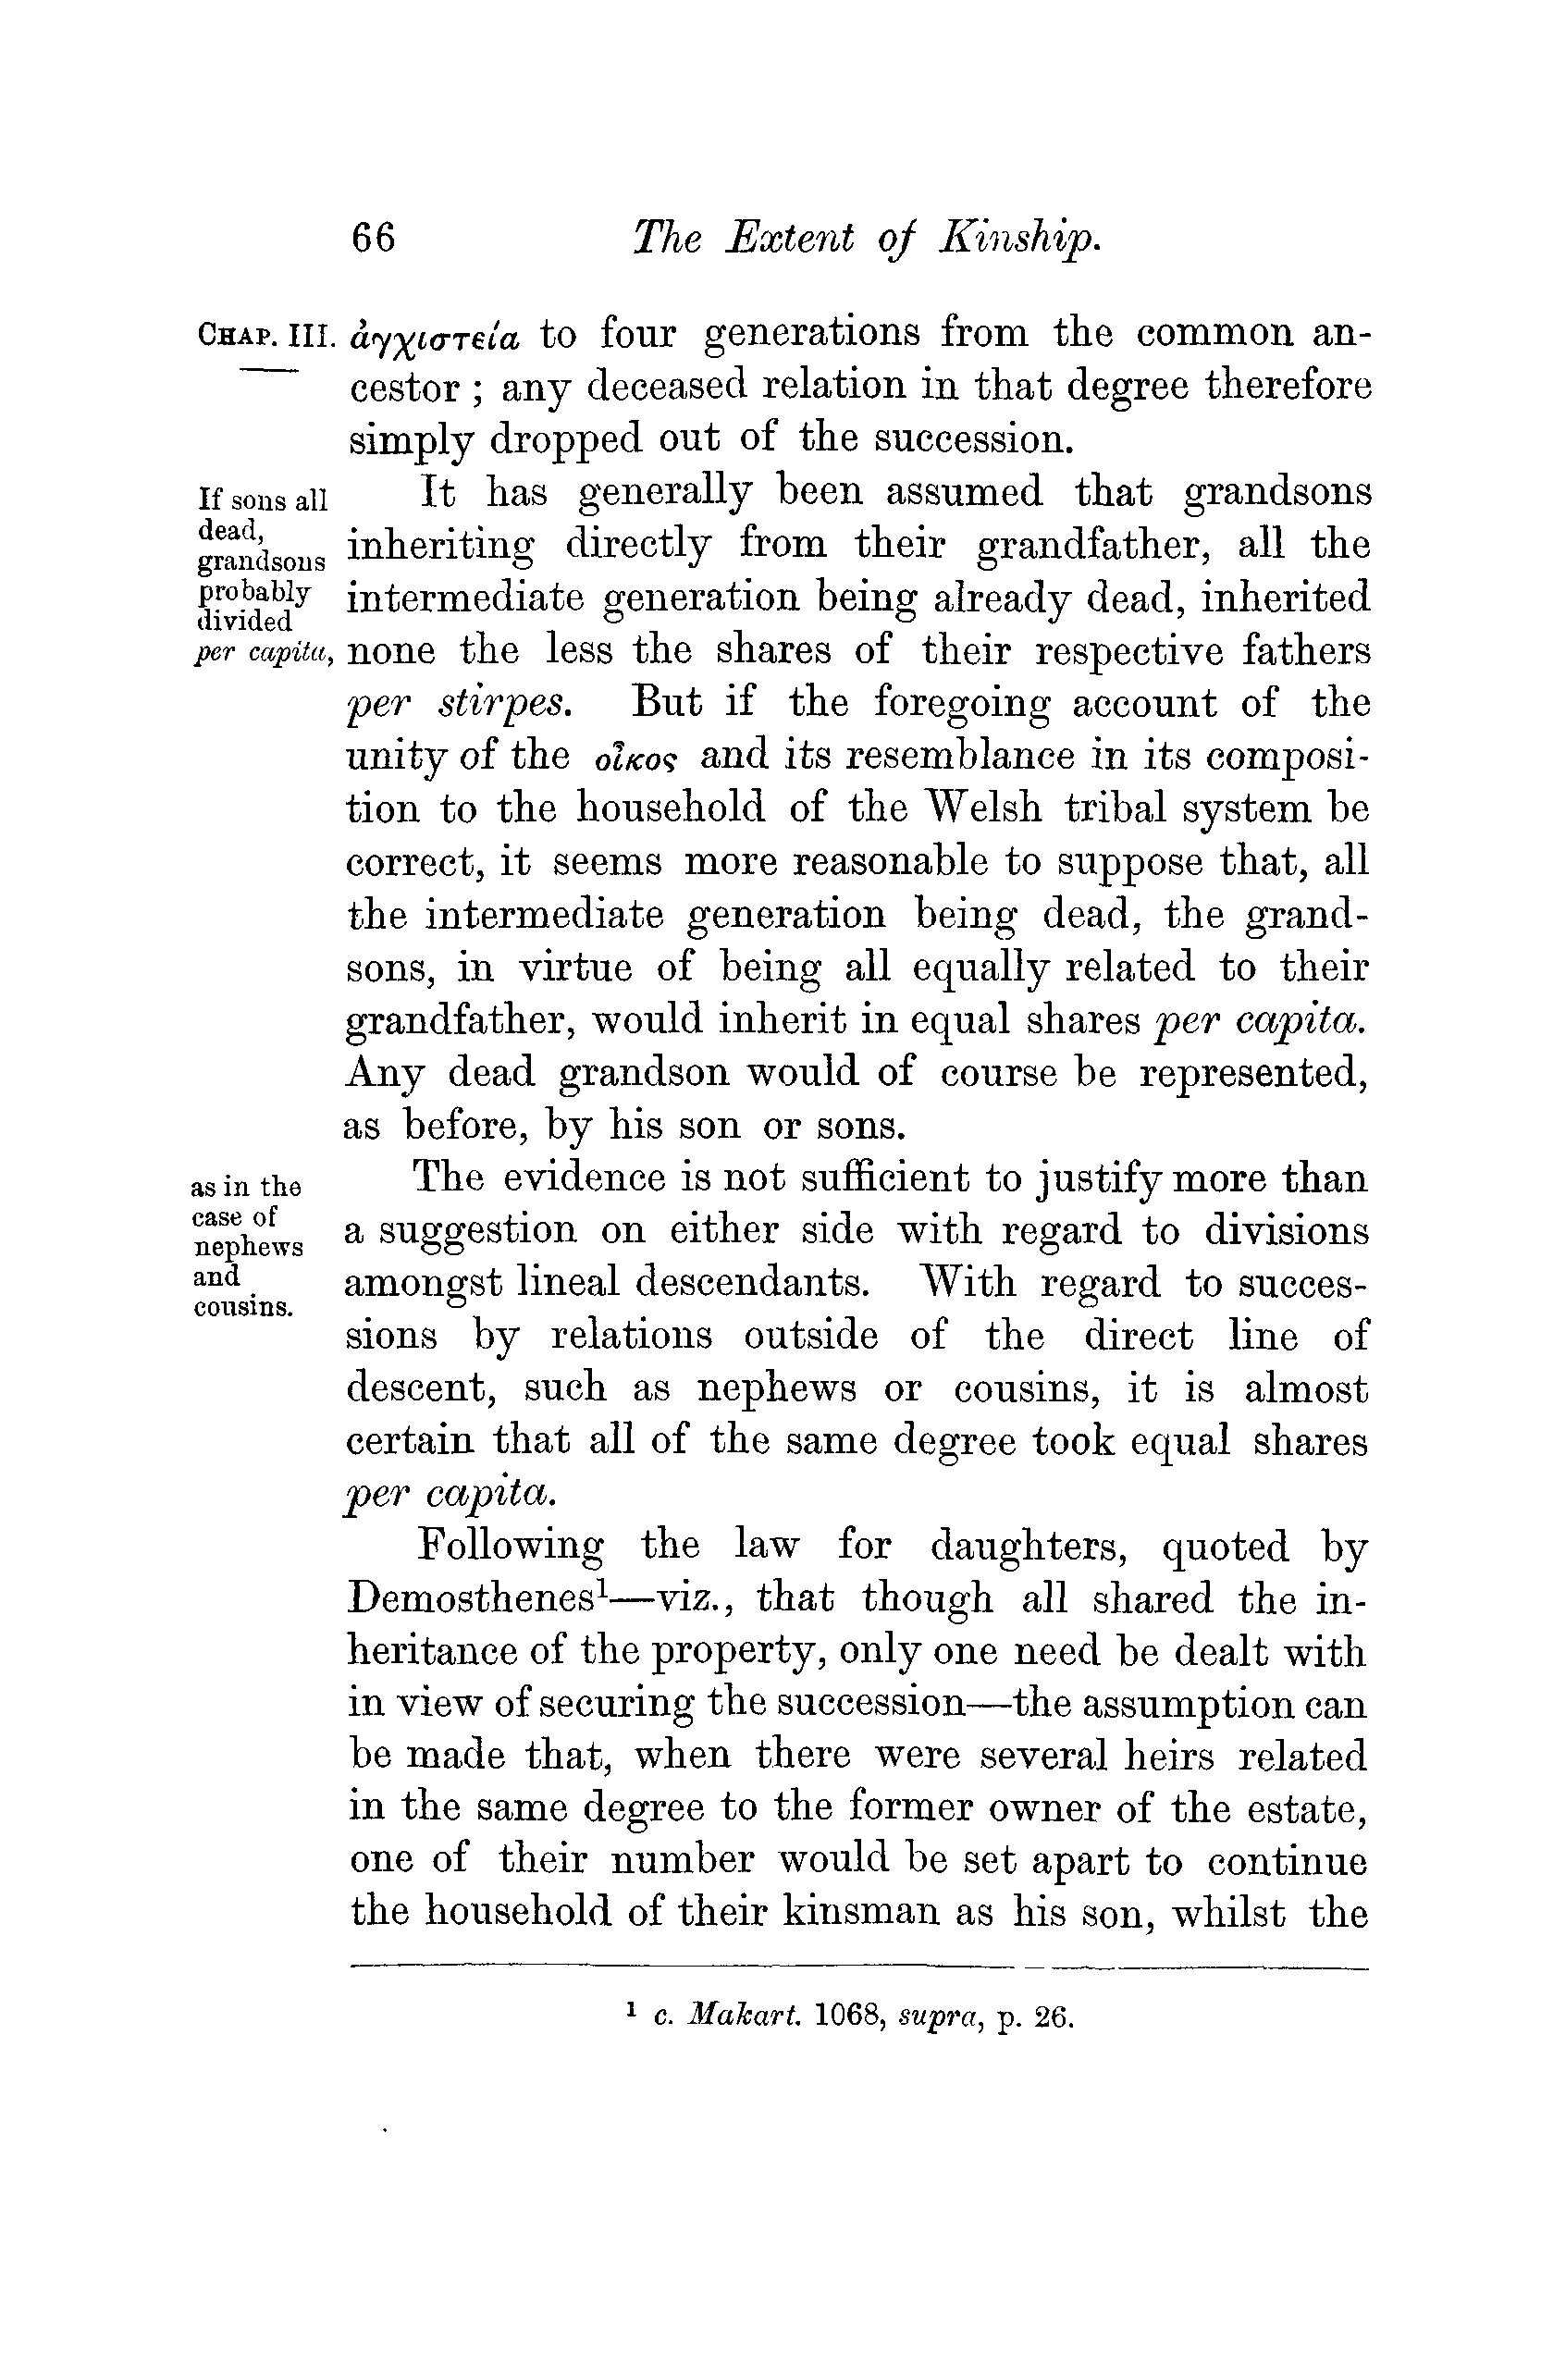 66 The Extent of Kinship.
CHAP. III.
ἀγχιστεία to four generations from the common an-
cestor ; any deceased relation in that degree therefore
simply dropped out of the succession.
If sons all
dead,
grandsons
probably
divided
per capita,
It has generally been assumed that grandsons
inheriting directly from their grandfather, all the
intermediate generation being already dead, inherited
none the less the shares of their respective fathers
per stirpes. But if the foregoing account of the
unity of the οἶκος and its resemblance in its composi-
tion to the household of the Welsh tribal system be
correct, it seems more reasonable to suppose that, all
the intermediate generation being dead, the grand-
sons, in virtue of being all equally related to their
grandfather, would inherit in equal shares per capita.
Any dead grandson would of course be represented,
as before, by his son or sons.
as in the
case of
nephews
and
cousins.
The evidence is not sufficient to justify more than
a suggestion on either side with regard to divisions
amongst lineal descendants. With regard to succes-
sions by relations outside of the direct line of
descent, such as nephews or cousins, it is almost
certain that all of the same degree took equal shares
per capita.
Following the law for daughters, quoted by
Demosthenes¹—viz., that though all shared the in-
heritance of the property, only one need be dealt with
in view of securing the succession—the assumption can
be made that, when there were several heirs related
in the same degree to the former owner of the estate,
one of their number would be set apart to continue
the household of their kinsman as his son, whilst the
¹ c. Makart. 1068, supra, p. 26.